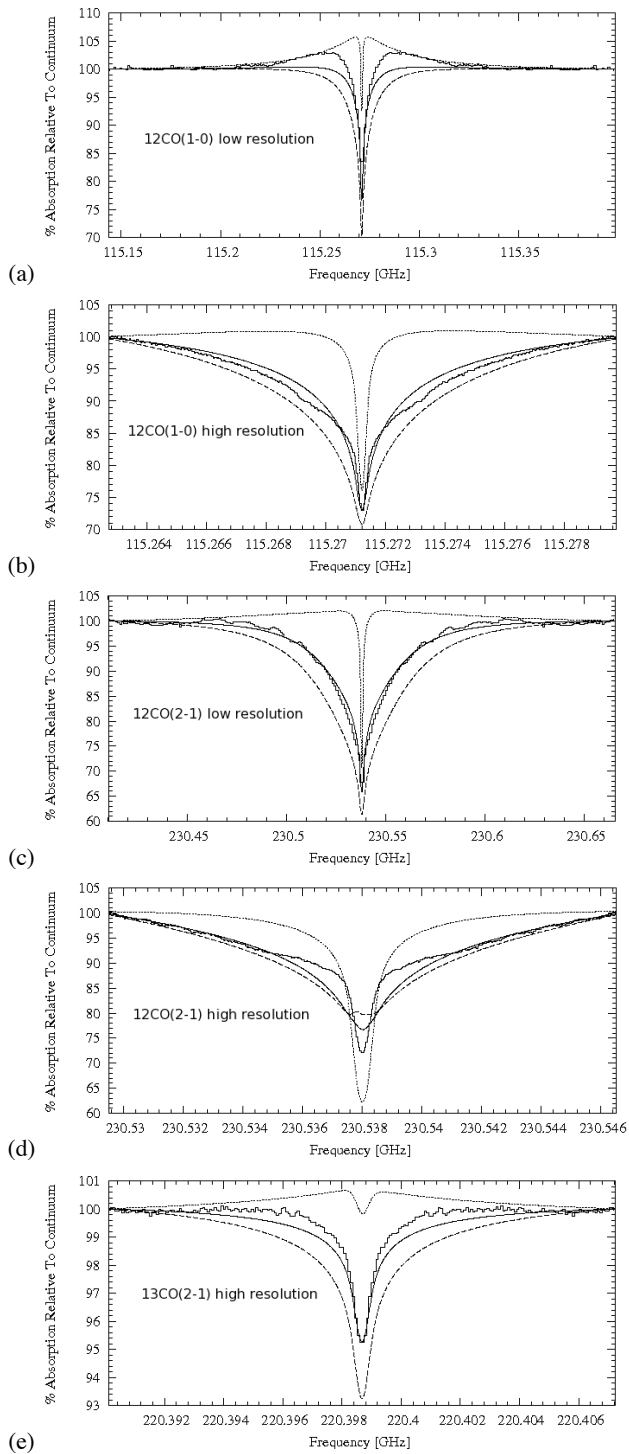 110
105
100
95
90
85
80
75
70
% Absorption Relative To Continuum
12CO(1-0) low resolution
115.15 115.2 115.25 115.3 115.35
Frequency [GHz]
(a)
105
100
95
90
85
80
75
70
% Absorption Relative To Continuum
12CO(1-0) high resolution
115.264 115.266 115.268 115.27 115.272 115.274 115.276 115.278
Frequency [GHz]
(b)
105
100
95
90
85
80
75
70
65
60
% Absorption Relative To Continuum
12CO(2-1) low resolution
230.45 230.5 230.55 230.6 230.65
Frequency [GHz]
(c)
105
100
95
90
85
80
75
70
65
60
% Absorption Relative To Continuum
12CO(2-1) high resolution
230.53 230.532 230.534 230.536 230.538 230.54 230.542 230.544 230.546
Frequency [GHz]
(d)
101
100
99
98
97
96
95
94
93
% Absorption Relative To Continuum
13CO(2-1) high resolution
220.392 220.394 220.396 220.398 220.4 220.402 220.404 220.406
Frequency [GHz]
(e)